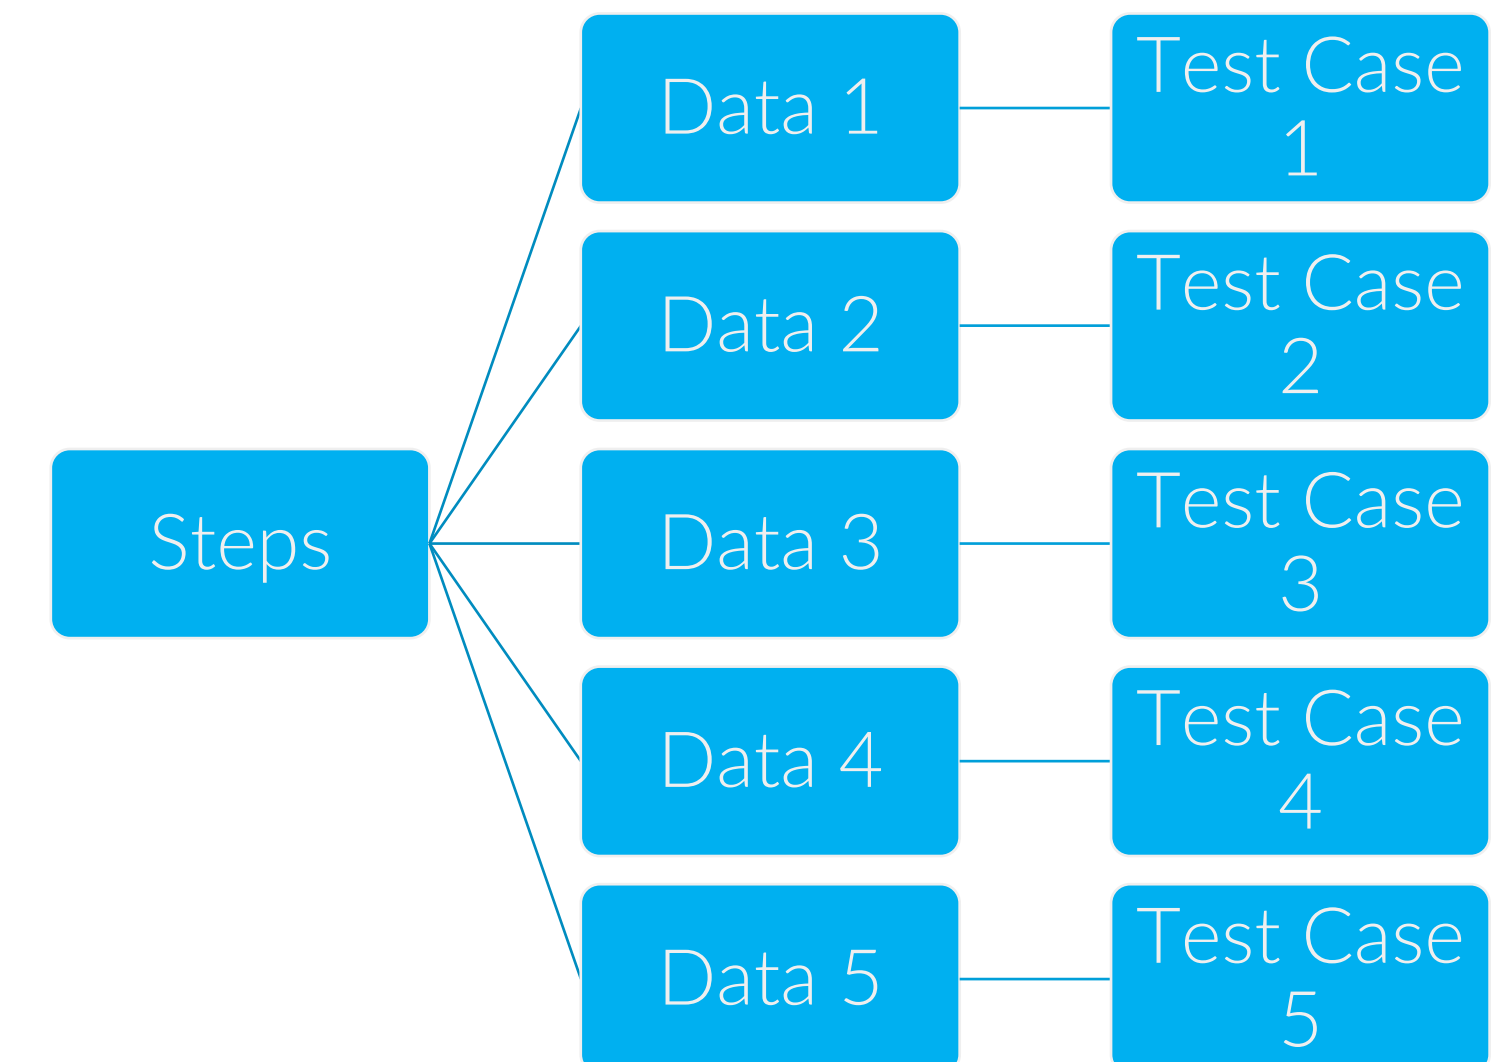 Steps
Data 1
Test Case
1
Data 2
Test Case
2
Data 3
Test Case
3
Data 4
Test Case
4
Data 5
Test Case
5